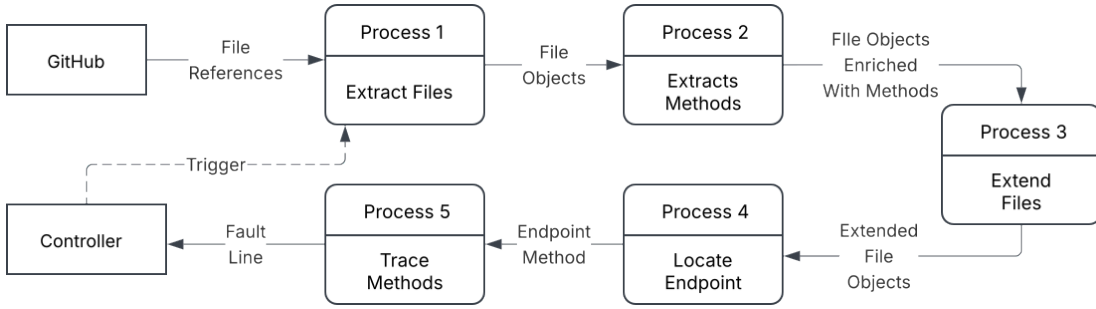 GitHub
File
References
Process 1
Extract Files
File
Objects
Process 2
Extracts
Methods
FIle Objects
Enriched
With Methods
Process 3
Extend
Files
Extended
File
Objects
Process 4
Locate
Endpoint
Endpoint
Method
Process 5
Trace
Methods
Fault
Line
Controller
Trigger